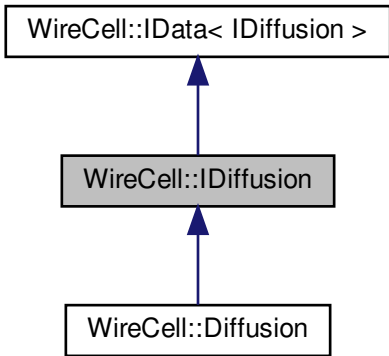 WireCell::IData< IDiffusion >
WireCell::IDiffusion
WireCell::Diffusion